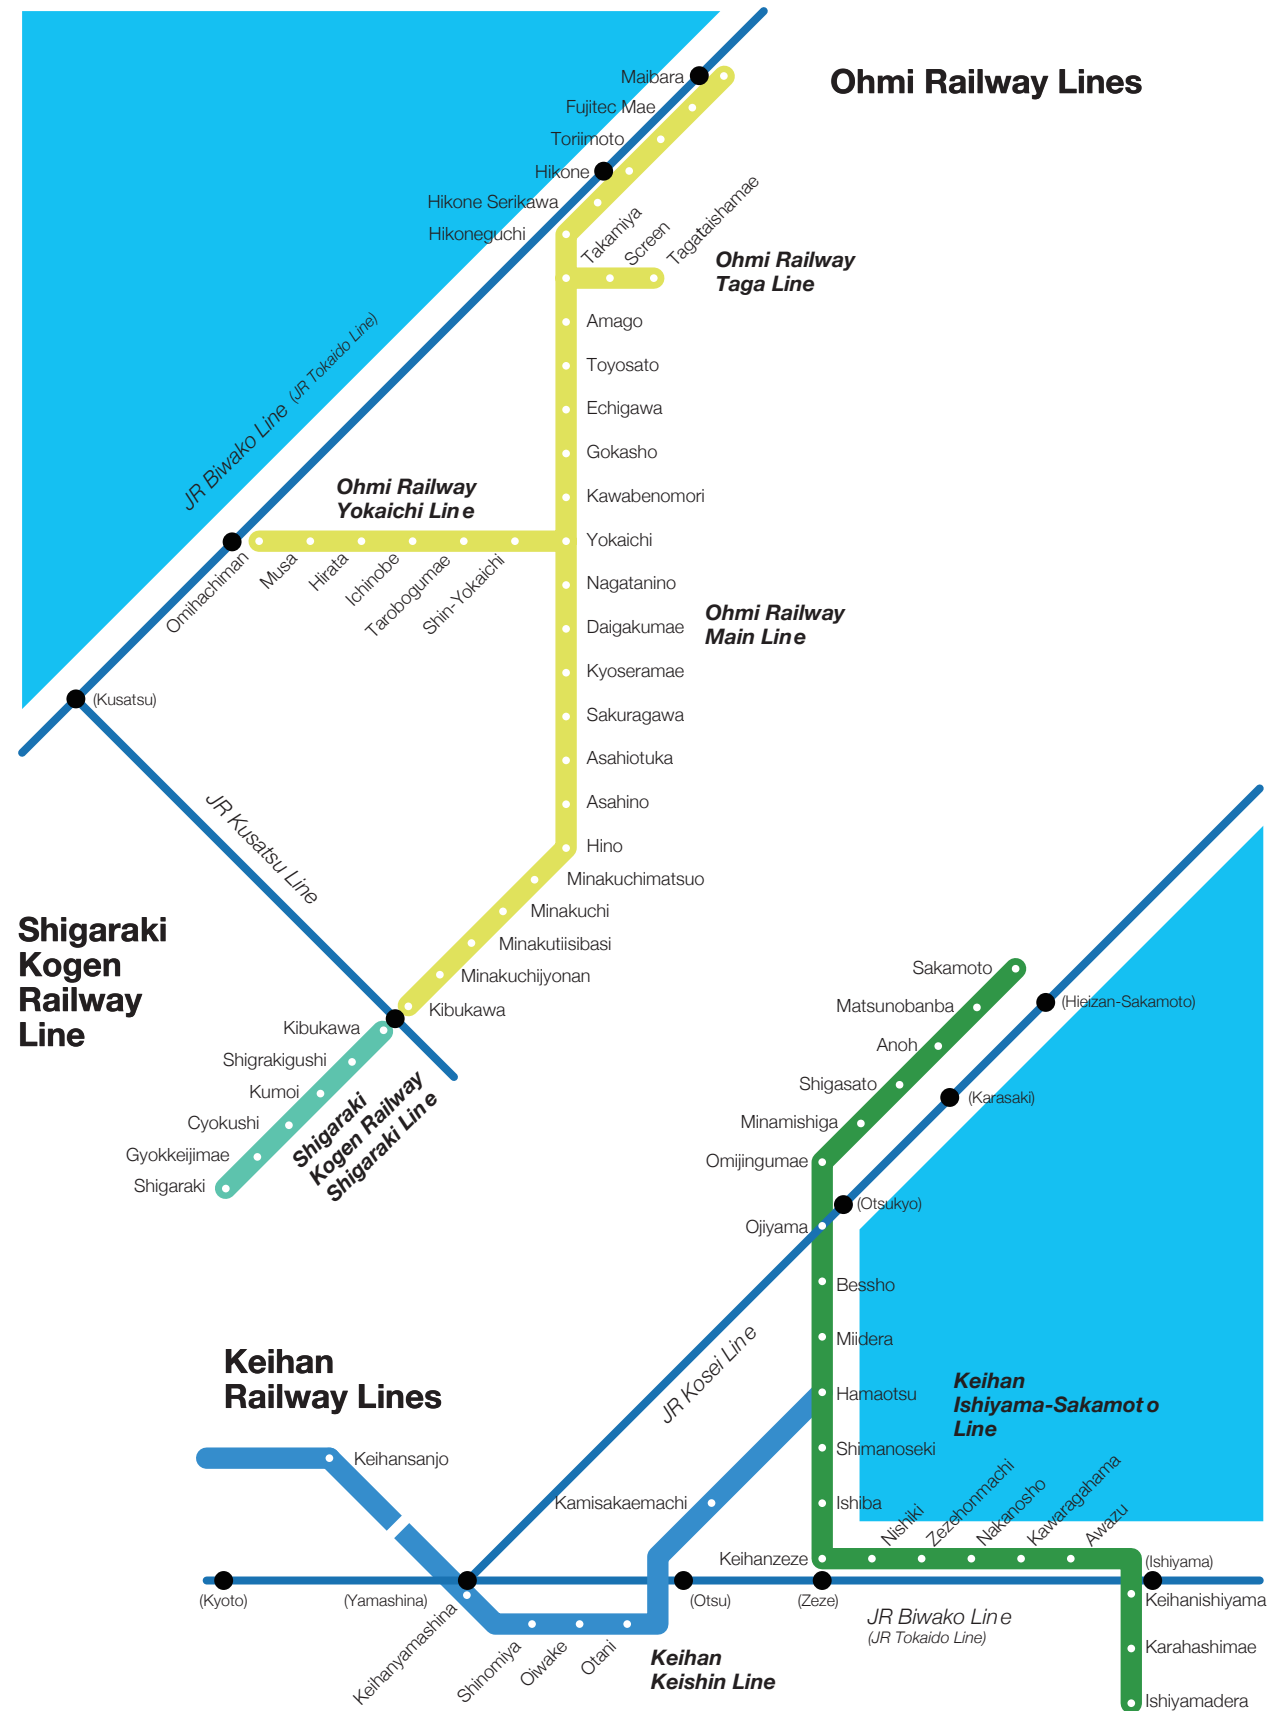 Ohmi Railway Lines
Maibara
Fujitec Mae
Toriimoto
Hikone
Hikone Serikawa
Hikoneguchi
Takamiya
Screen
Tagataishamae
Ohmi Railway
Taga Line
Amago
Toyosato
Echigawa
Gokasho
Kawabenomori
Yokaichi
Nagatanino
Daigakumae
Kyoseramae
Sakuragawa
Asahiotuka
Asahino
Hino
Minakuchimatsuo
Minakuchi
Minakutiisibasi
Minakuchijyonan
Kibukawa
Ohmi Railway
Main Line
JR Biwako Line (JR Tokaido Line)
Ohmi Railway
Yokaichi Line
Omihachiman
Musa
Hirata
Ichinobe
Tarobogumae
Shin-Yokaichi
(Kusatsu)
JR Kusatsu Line
Shigaraki
Kogen
Railway
Line
Kibukawa
Shigrakigushi
Kumoi
Cyokushi
Gyokkeijimae
Shigaraki
Shigaraki
Kogen Railway
Shigaraki Line
Sakamoto
Matsunobanba
Anoh
Shigasato
Minamishiga
Omijingumae
Ojiyama
Bessho
Miidera
Hamaotsu
Shimanoseki
Ishiba
Keihanzeze
(Hieizan-Sakamoto)
(Karasaki)
(Otsukyo)
JR Kosei Line
Keihan
Ishiyama-Sakamoto
Line
Nishiki
Zezehonmachi
Nakanosho
Kawaragahama
Awazu
(Ishiyama)
Keihanishiyama
Karahashimae
Ishiyamadera
Keihan
Railway Lines
Keihansanjo
Kamisakaemachi
(Kyoto)
(Yamashina)
(Otsu)
(Zeze)
Keihanyamashina
Shinomiya
Oiwake
Otani
Keihan
Keishin Line
JR Biwako Line
(JR Tokaido Line)